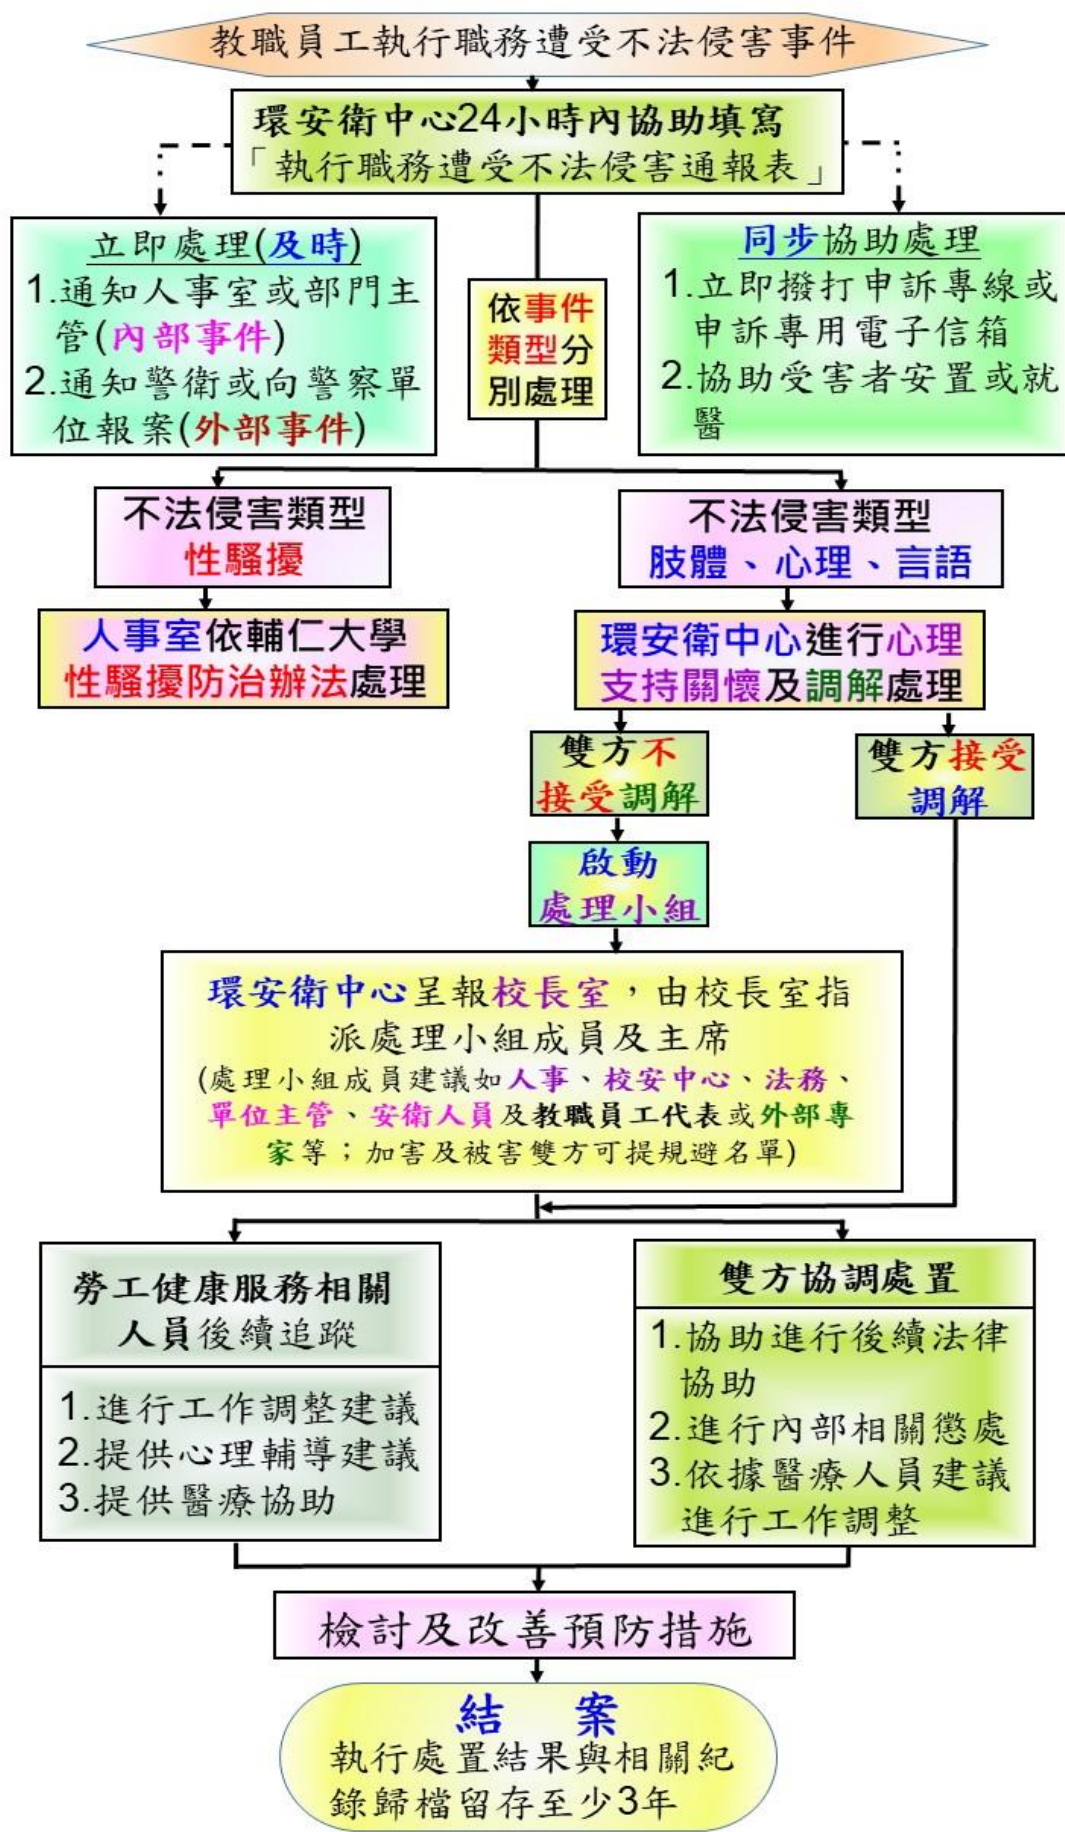 教職員工執行職務遭受不法侵害事件
環安衛中心24小時內協助填寫
「執行職務遭受不法侵害通報表」
立即處理(及時)
1.通知人事室或部門主
管(內部事件)
2.通知警衛或向警察單
位報案(外部事件)
依事件
類型分
別處理
同步協助處理
1.立即撥打申訴專線或
申訴專用電子信箱
2.協助受害者安置或就
醫
不法侵害類型
性騷擾
不法侵害類型
肢體、心理、言語
人事室依輔仁大學
性騷擾防治辦法處理
環安衛中心進行心理
支持關懷及調解處理
雙方不
接受調解
雙方接受
調解
啟動
處理小組
環安衛中心呈報校長室，由校長室指
派處理小組成員及主席
(處理小組成員建議如人事、校安中心、法務、
單位主管、安衛人員及教職員工代表或外部專
家等；加害及被害雙方可提規避名單)
勞工健康服務相關
人員後續追蹤
1.進行工作調整建議
2.提供心理輔導建議
3.提供醫療協助
雙方協調處置
1.協助進行後續法律
協助
2.進行內部相關懲處
3.依據醫療人員建議
進行工作調整
檢討及改善預防措施
結 案
執行處置結果與相關紀
錄歸檔留存至少3年